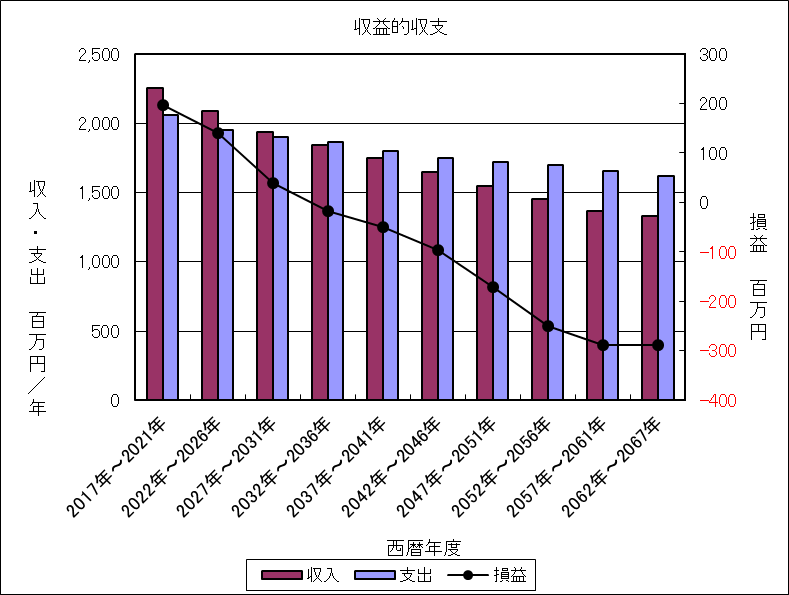 収益的収支
2,500
2,000
1,500
1,000
500
0
収入・支出　百万円／年
300
200
100
0
-100
-200
-300
-400
損益　百万円
2017年～2021年
2022年～2026年
2027年～2031年
2032年～2036年
2037年～2041年
2042年～2046年
2047年～2051年
2052年～2056年
2057年～2061年
2062年～2067年
西暦年度
収入 支出 損益